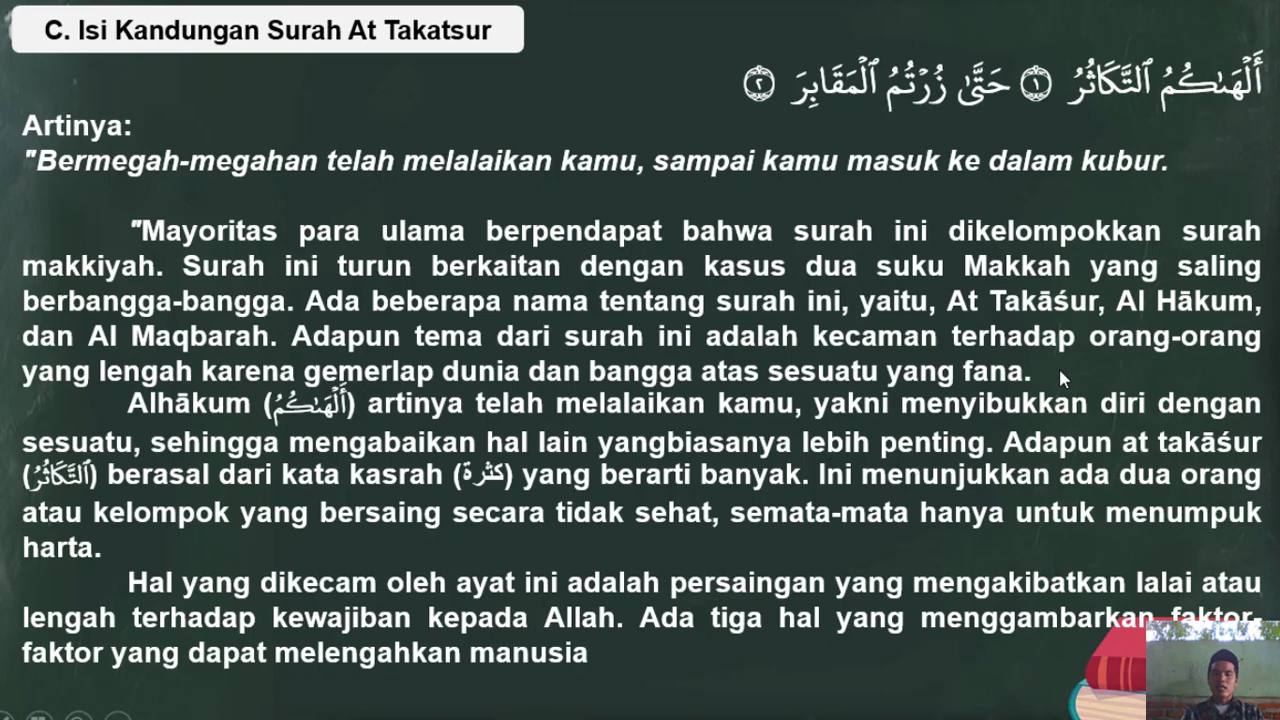 C. Isi Kandungan Surah At Takatsur
أَلْهَىٰكُمُ ٱلتَّكَاثُرُ ۝١ حَتَّىٰ زُرْتُمُ ٱلْمَقَابِرَ ۝٢
Artinya:
"Bermegah-megahan telah melalaikan kamu, sampai kamu masuk ke dalam kubur.
"Mayoritas para ulama berpendapat bahwa surah ini dikelompokkan surah
makkiyah. Surah ini turun berkaitan dengan kasus dua suku Makkah yang saling
berbangga-bangga. Ada beberapa nama tentang surah ini, yaitu, At Takāśur, Al Hākum,
dan Al Maqbarah. Adapun tema dari surah ini adalah kecaman terhadap orang-orang
yang lengah karena gemerlap dunia dan bangga atas sesuatu yang fana.
Alhākum (أَلْهَىٰكُمُ) artinya telah melalaikan kamu, yakni menyibukkan diri dengan
sesuatu, sehingga mengabaikan hal lain yangbiasanya lebih penting. Adapun at takāśur
(ٱلتَّكَاثُرُ) berasal dari kata kasrah (كثرة) yang berarti banyak. Ini menunjukkan ada dua orang
atau kelompok yang bersaing secara tidak sehat, semata-mata hanya untuk menumpuk
harta.
Hal yang dikecam oleh ayat ini adalah persaingan yang mengakibatkan lalai atau
lengah terhadap kewajiban kepada Allah. Ada tiga hal yang menggambarkan faktor-
faktor yang dapat melengahkan manusia